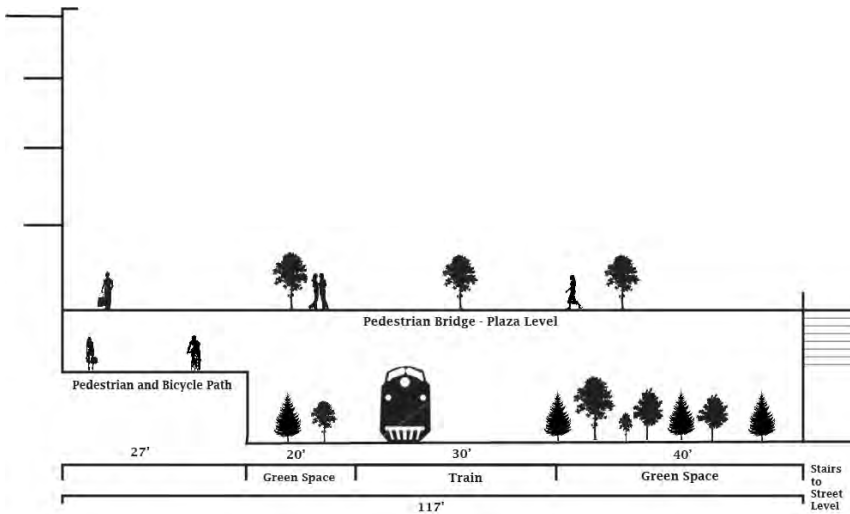 Pedestrian Bridge - Plaza Level
Pedestrian and Bicycle Path
27'
20'
30'
40'
Green Space
Train
Green Space
Stairs
to
Street
Level
117'